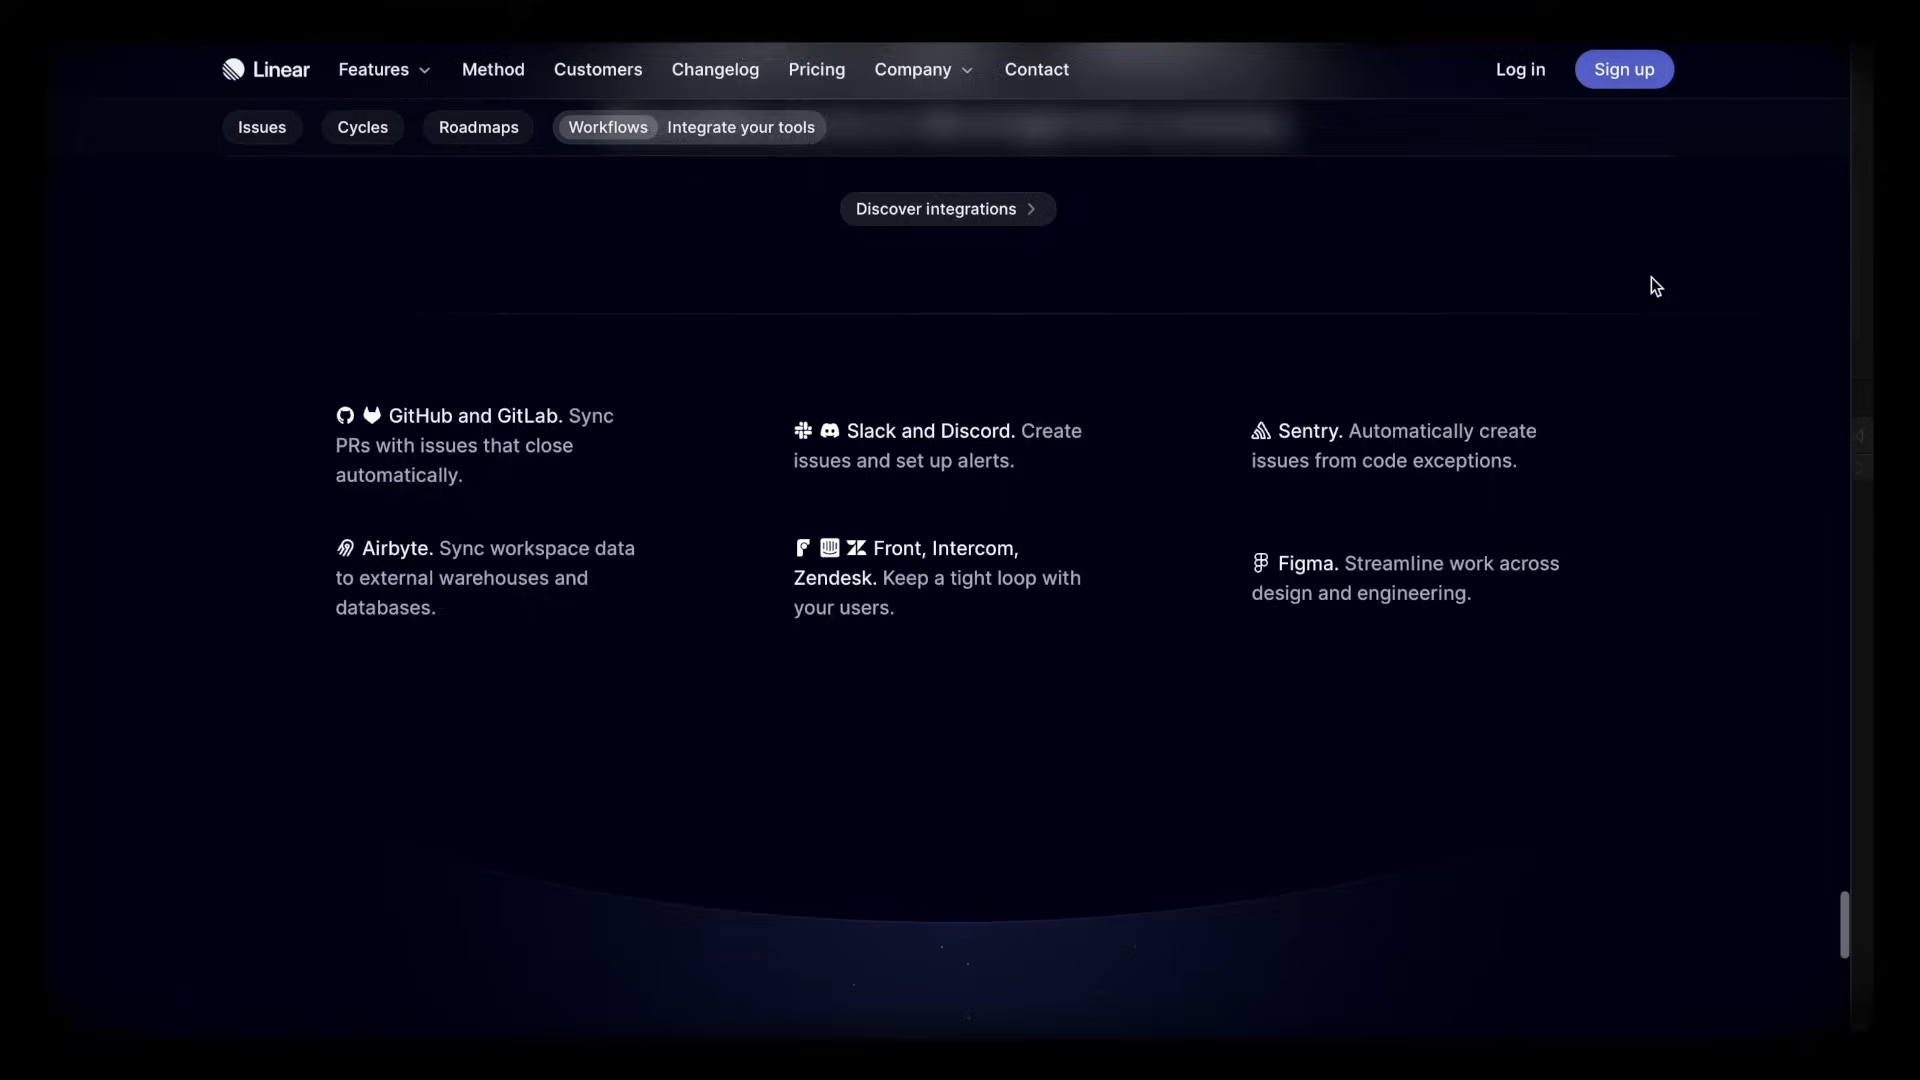 Linear
Features
Method
Customers
Changelog
Pricing
Company
Contact
Log in
Sign up
Issues
Cycles
Roadmaps
Workflows
Integrate your tools
Discover integrations
GitHub and GitLab. Sync
PRs with issues that close
automatically.
Slack and Discord. Create
issues and set up alerts.
Sentry. Automatically create
issues from code exceptions.
Airbyte. Sync workspace data
to external warehouses and
databases.
Front, Intercom,
Zendesk. Keep a tight loop with
your users.
Figma. Streamline work across
design and engineering.